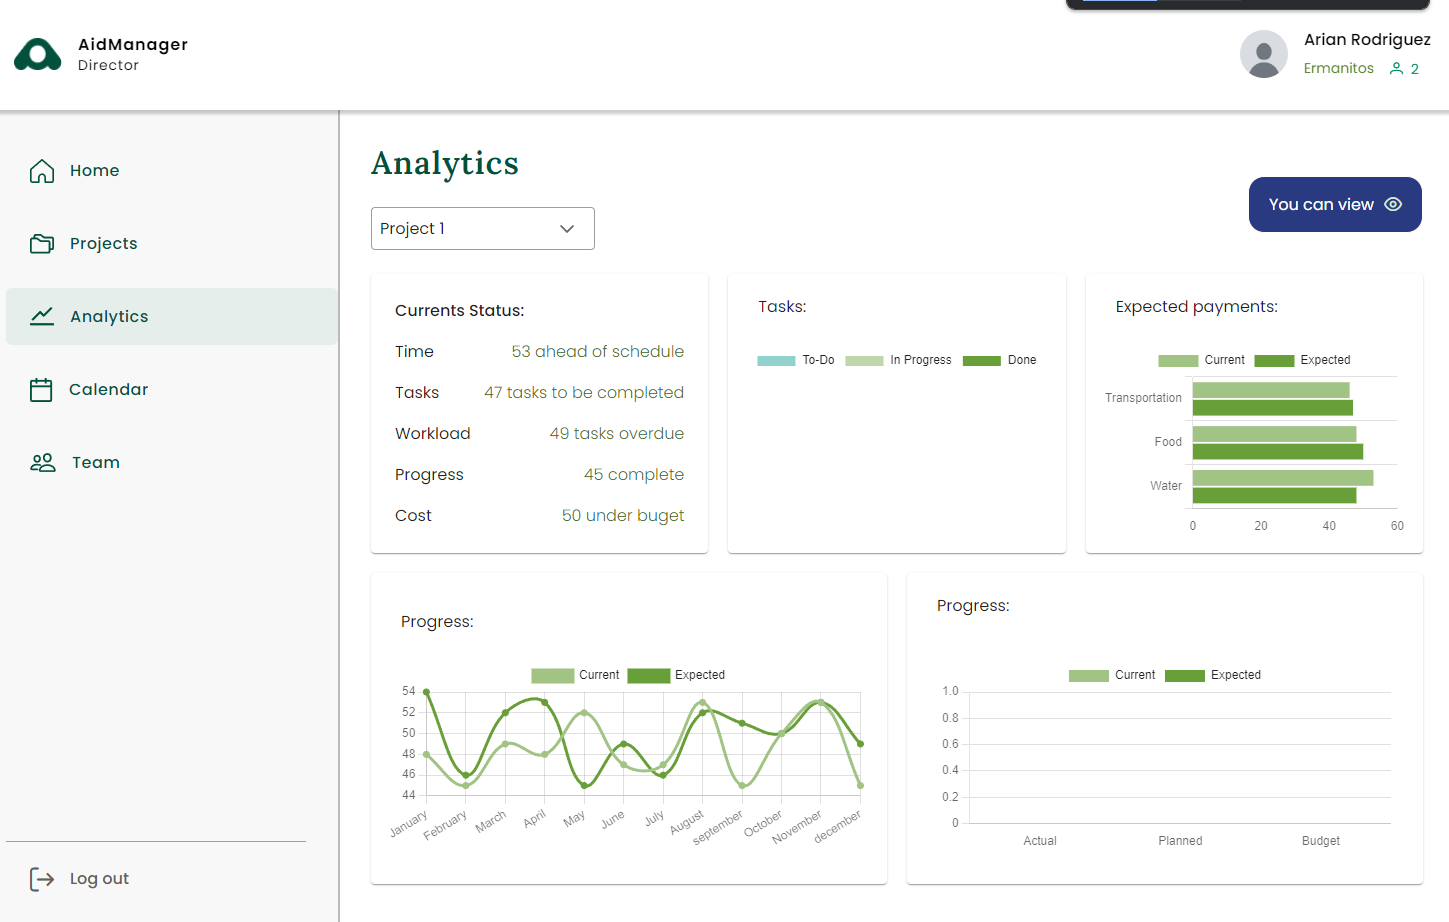 AidManager
Director
Arian Rodriguez
Ermanitos 2
Home
Projects
Analytics
Calendar
Team
Log out
Analytics
Project 1
You can view
Currents Status:
Time 53 ahead of schedule
Tasks 47 tasks to be completed
Workload 49 tasks overdue
Progress 45 complete
Cost 50 under buget
Tasks:
To-Do In Progress Done
Expected payments:
Current Expected
Transportation
Food
Water
0 20 40 60
Progress:
Current Expected
54
52
50
48
46
44
January February March April May June July August september October November december
Progress:
Current Expected
1.0
0.8
0.6
0.4
0.2
0
Actual Planned Budget